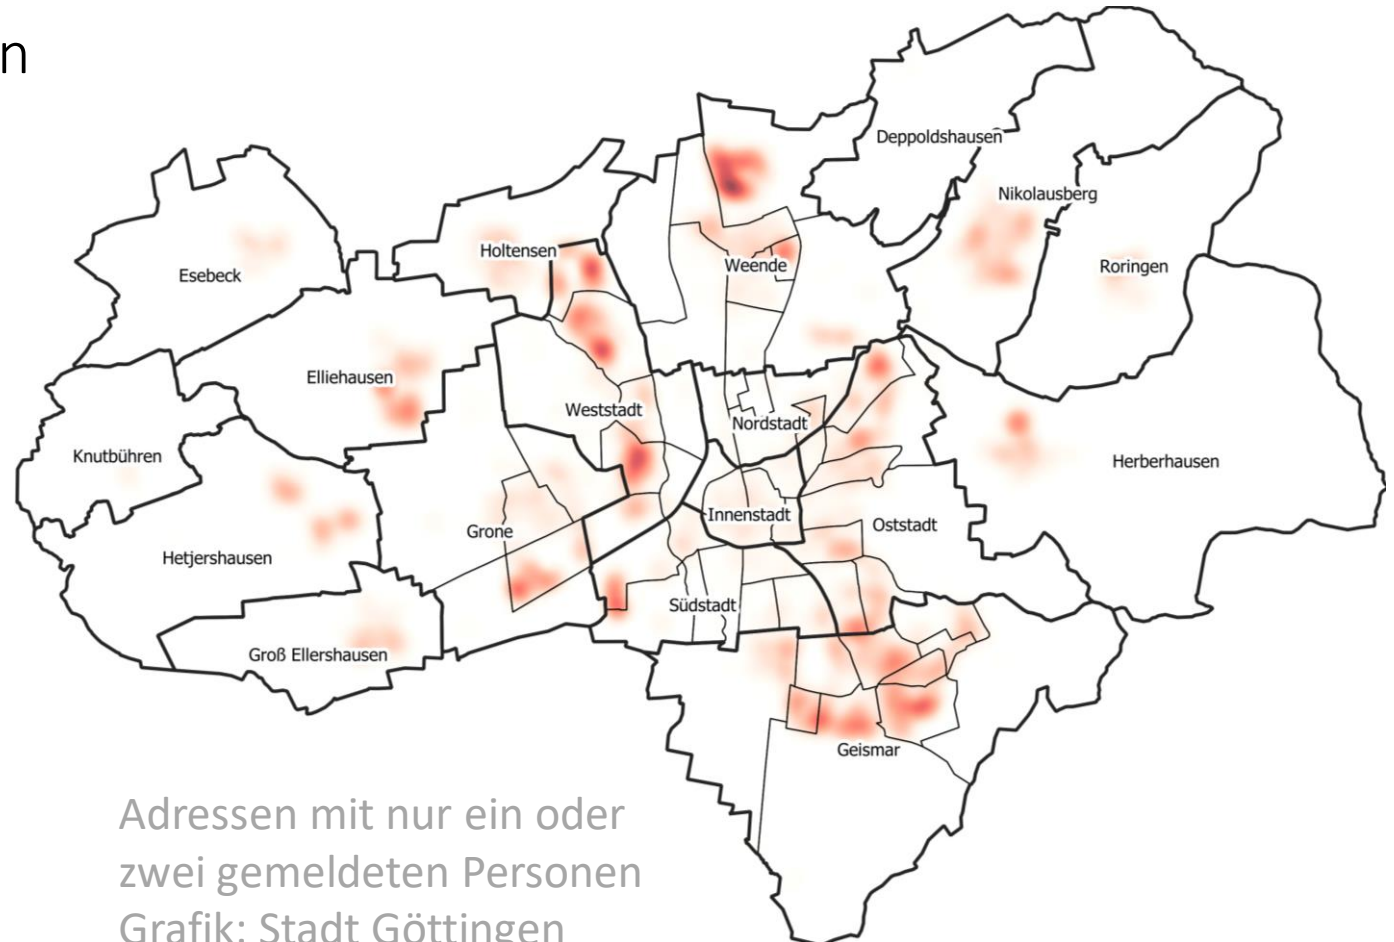 n
Deppoldshausen
Nikolausberg
Holtensen
Weende
Roringen
Esebeck
Elliehausen
Weststadt
Nordstadt
Knutbühren
Herberhausen
Innenstadt
Oststadt
Grone
Hetjershausen
Südstadt
Groß Ellershausen
Geismar
Adressen mit nur ein oder
zwei gemeldeten Personen
Grafik: Stadt Göttingen